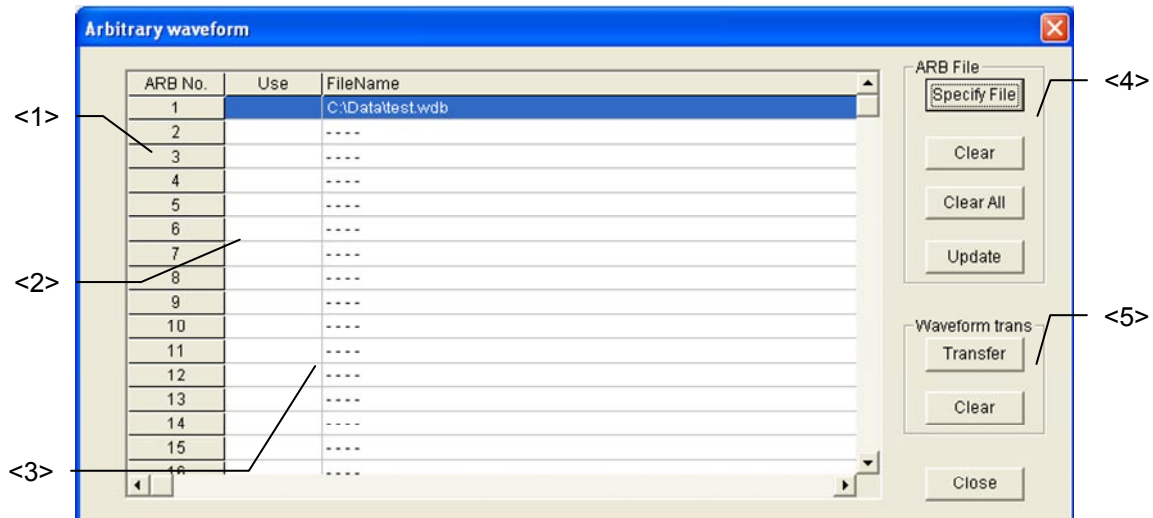 Arbitrary waveform
ARB No. Use FileName
1 C:\Data\test.wdb
2 ----
3 ----
4 ----
5 ----
6 ----
7 ----
8 ----
9 ----
10 ----
11 ----
12 ----
13 ----
14 ----
15 ----
16 ----
ARB File
Specify File
Clear
Clear All
Update
Waveform trans
Transfer
Clear
Close
<1>
<2>
<3>
<4>
<5>